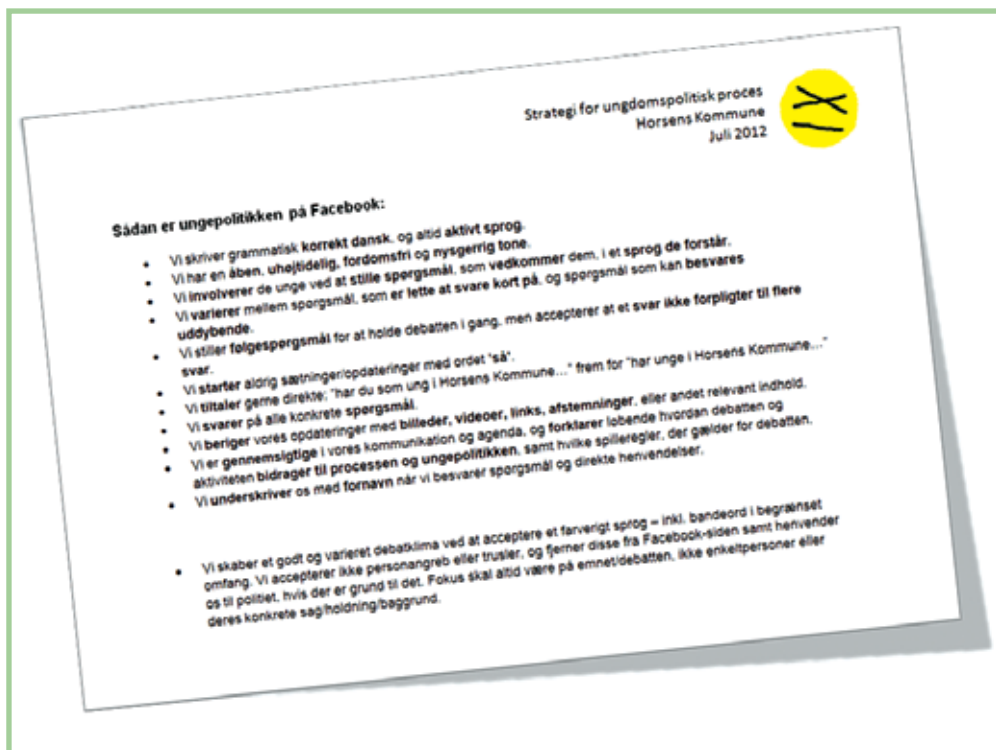 Strategi for ungdomspolitisk proces
Horsens Kommune
Juli 2012
Sådan er ungepolitikken på Facebook:
• Vi skriver grammatisk korrekt dansk, og altid aktivt sprog.
• Vi har en åben, uhøjtidelig, fordomsfri og nysgerrig tone.
• Vi involverer de unge ved at stille spørgsmål, som vedkommer dem, i et sprog de forstår.
• Vi varierer mellem spørgsmål, som er lette at svare kort på, og spørgsmål som kan besvares
uddybende.
• Vi stiller følgespørgsmål for at holde debatten i gang, men accepterer at et svar ikke forpligter til flere
svar.
• Vi starter aldrig sætninger/opdateringer med ordet "så".
• Vi tiltaler gerne direkte; "har du som ung i Horsens Kommune…" frem for "har unge i Horsens Kommune…"
• Vi svarer på alle konkrete spørgsmål.
• Vi beriger vores opdateringer med billeder, videoer, links, afstemninger, eller andet relevant indhold.
• Vi er gennemsigtige i vores kommunikation og agenda, og forklarer løbende hvordan debatten og
aktiviteten bidrager til processen og ungepolitikken, samt hvilke spilleregler, der gælder for debatten.
• Vi underskriver os med fornavn når vi besvarer spørgsmål og direkte henvendelser.
• Vi skaber et godt og varieret debatklima ved at acceptere et farverigt sprog – inkl. bandeord i begrænset
omfang. Vi accepterer ikke personangreb eller trusler, og fjerner disse fra Facebook-siden samt henvender
os til politiet, hvis der er grund til det. Fokus skal altid være på emnet/debatten, ikke enkeltpersoner eller
deres konkrete sag/holdning/baggrund.